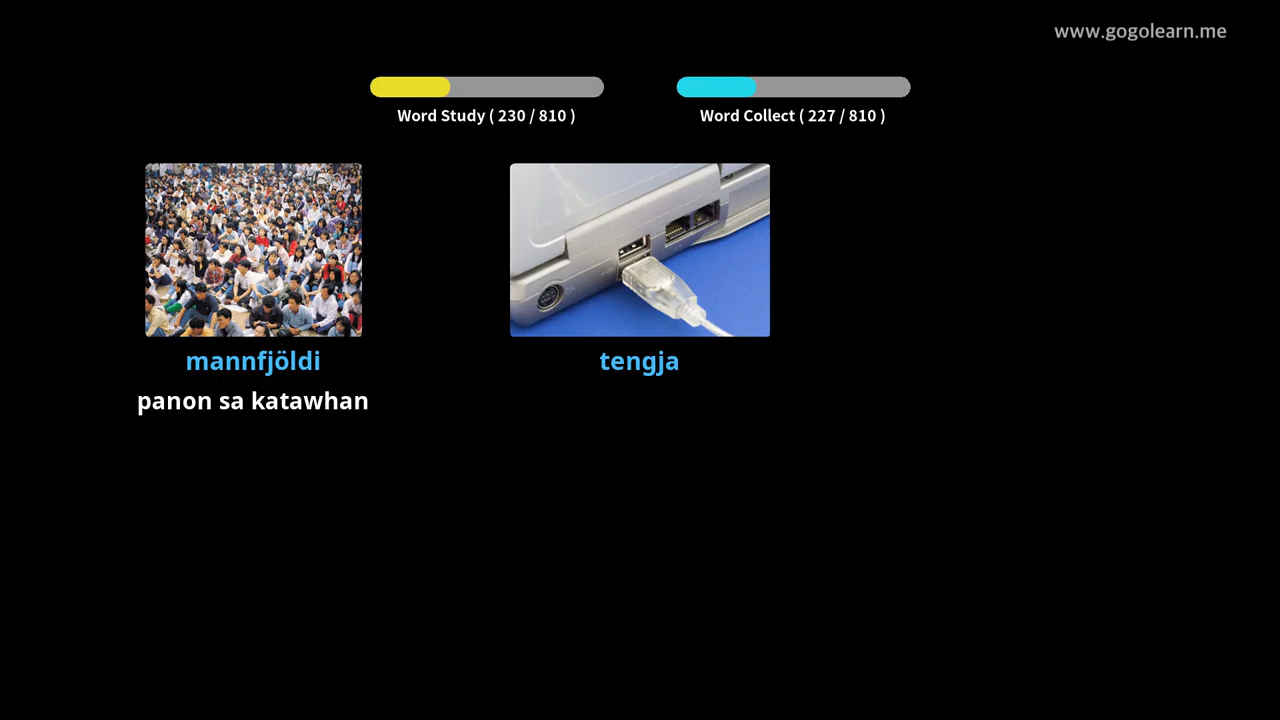 www.gogolearn.me
Word Study ( 230 / 810 )
Word Collect ( 227 / 810 )
mannfjöldi
tengja
panon sa katawhan